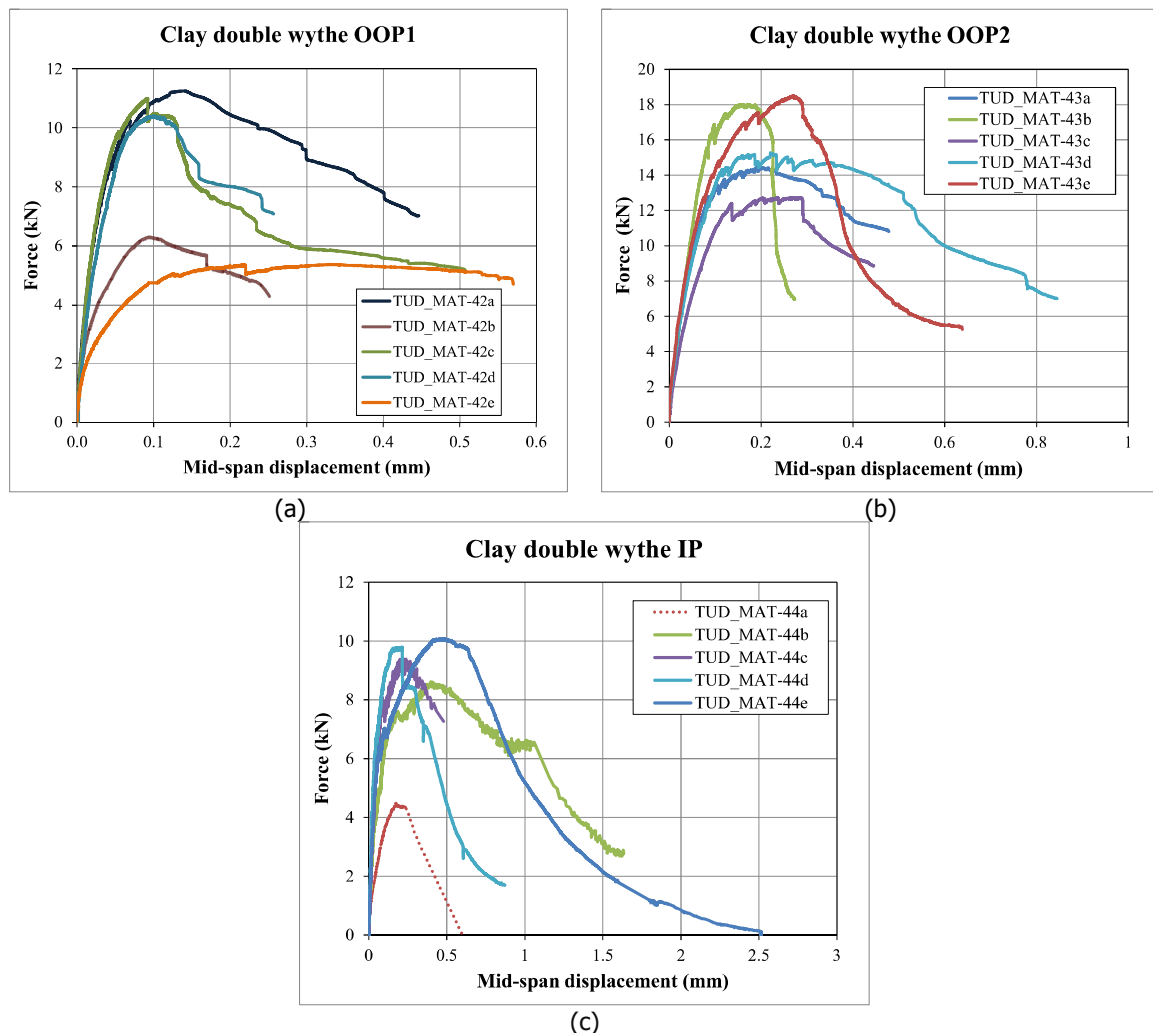 Clay double wythe OOP1
12
10
8
6
4
2
0
Force (kN)
0.0 0.1 0.2 0.3 0.4 0.5 0.6
Mid-span displacement (mm)
TUD_MAT-42a
TUD_MAT-42b
TUD_MAT-42c
TUD_MAT-42d
TUD_MAT-42e
(a)
Clay double wythe OOP2
20
18
16
14
12
10
8
6
4
2
0
Force (kN)
0 0.2 0.4 0.6 0.8 1
Mid-span displacement (mm)
TUD_MAT-43a
TUD_MAT-43b
TUD_MAT-43c
TUD_MAT-43d
TUD_MAT-43e
(b)
Clay double wythe IP
12
10
8
6
4
2
0
Force (kN)
0 0.5 1 1.5 2 2.5 3
Mid-span displacement (mm)
TUD_MAT-44a
TUD_MAT-44b
TUD_MAT-44c
TUD_MAT-44d
TUD_MAT-44e
(c)